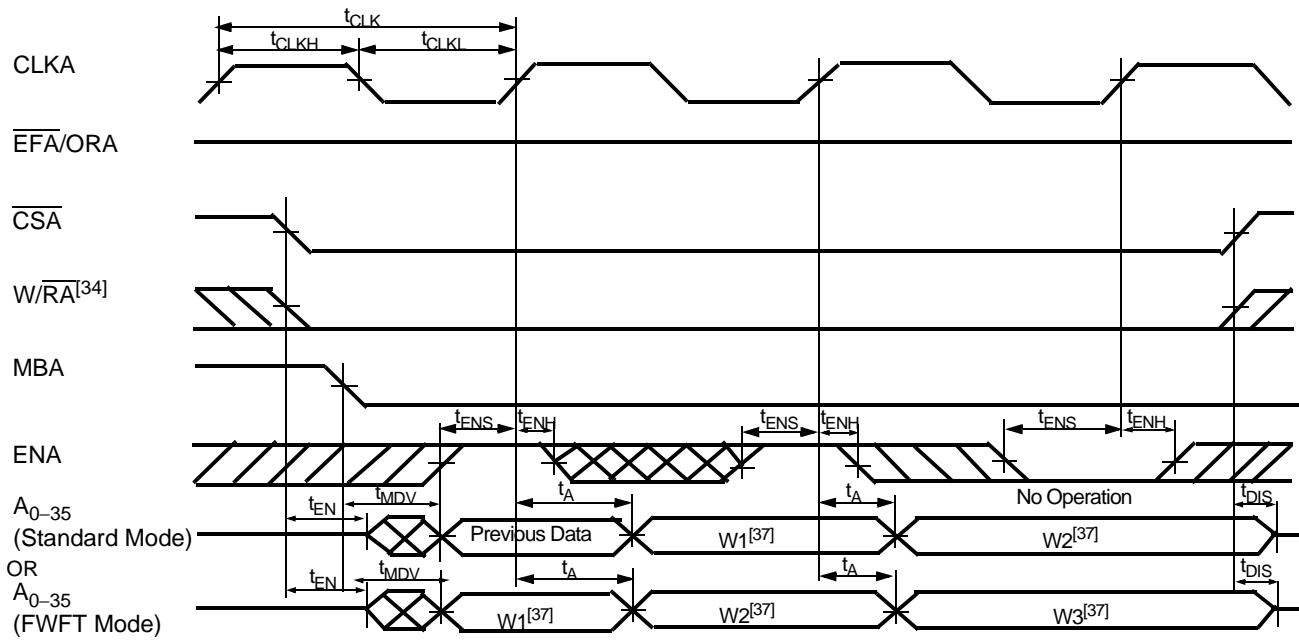 tCLK
tCLKH tCLKL
CLKA
EFA/ORA
CSA
W/RA[34]
MBA
tENS tENH tENS tENH tENS tENH
ENA
tEN tMDV tA tA No Operation tDIS
A0–35
(Standard Mode)
Previous Data W1[37] W2[37]
OR
tEN tMDV tA tA tDIS
A0–35
(FWFT Mode)
W1[37] W2[37] W3[37]